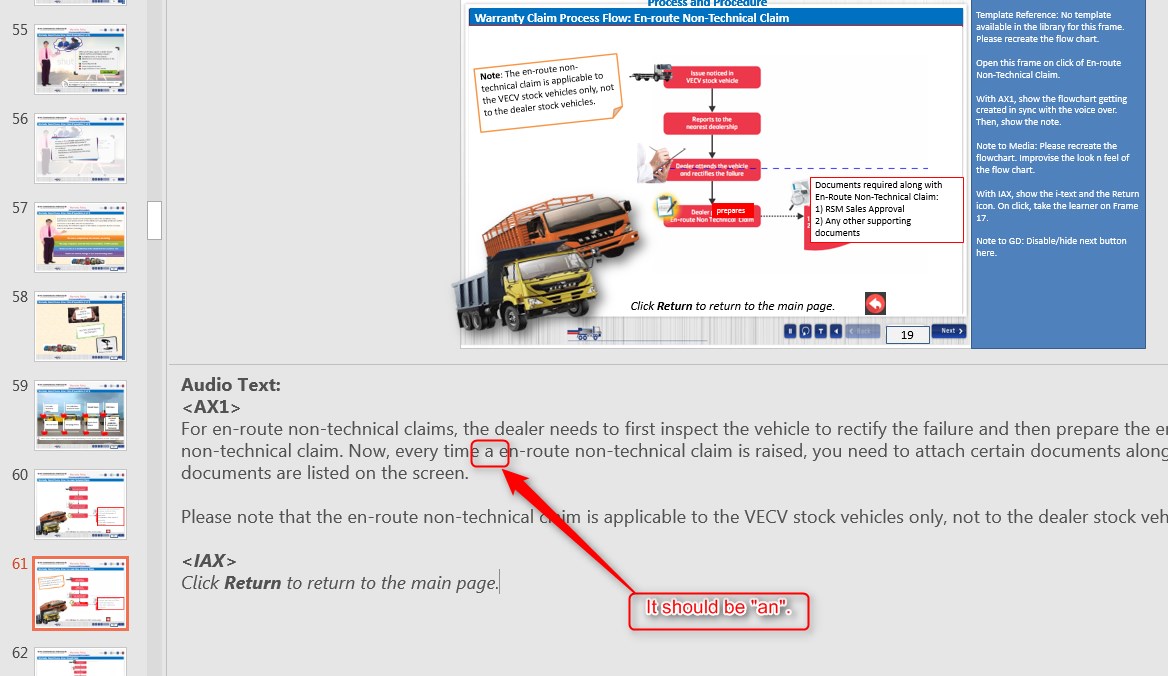 55
56
57
58
59
60
61
62
Process and Procedure
Warranty Claim Process Flow: En-route Non-Technical Claim
Note: The en-route non-
technical claim is applicable to
the VECV stock vehicles only, not
to the dealer stock vehicles.
Issue noticed in
VECV stock vehicle
Reports to the
nearest dealership
Dealer attends the vehicle
and rectifies the failure
Dealer prepares
En-Route Non Technical Claim
Documents required along with
En-Route Non-Technical Claim:
1) RSM Sales Approval
2) Any other supporting
documents
Click Return to return to the main page.
T
Back
19
Next
Template Reference: No template
available in the library for this frame.
Please recreate the flow chart.
Open this frame on click of En-route
Non-Technical Claim.
With AX1, show the flowchart getting
created in sync with the voice over.
Then, show the note.
Note to Media: Please recreate the
flowchart. Improvise the look n feel of
the flow chart.
With IAX, show the i-text and the Return
icon. On click, take the learner on Frame
17.
Note to GD: Disable/hide next button
here.
Audio Text:
<AX1>
For en-route non-technical claims, the dealer needs to first inspect the vehicle to rectify the failure and then prepare the
non-technical claim. Now, every time a en-route non-technical claim is raised, you need to attach certain documents along
documents are listed on the screen.
Please note that the en-route non-technical claim is applicable to the VECV stock vehicles only, not to the dealer stock
<IAX>
Click Return to return to the main page.
It should be "an".